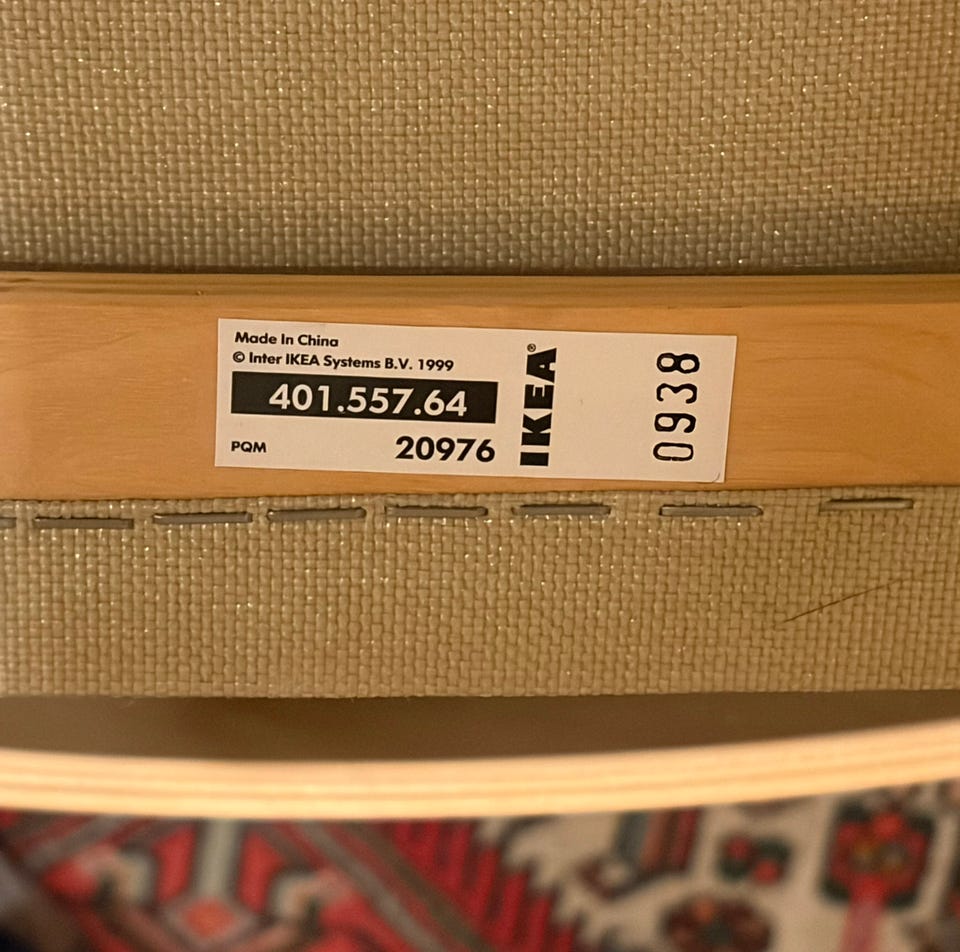 Made In China
© Inter IKEA Systems B.V. 1999
401.557.64
PQM 20976
IKEA®
0938